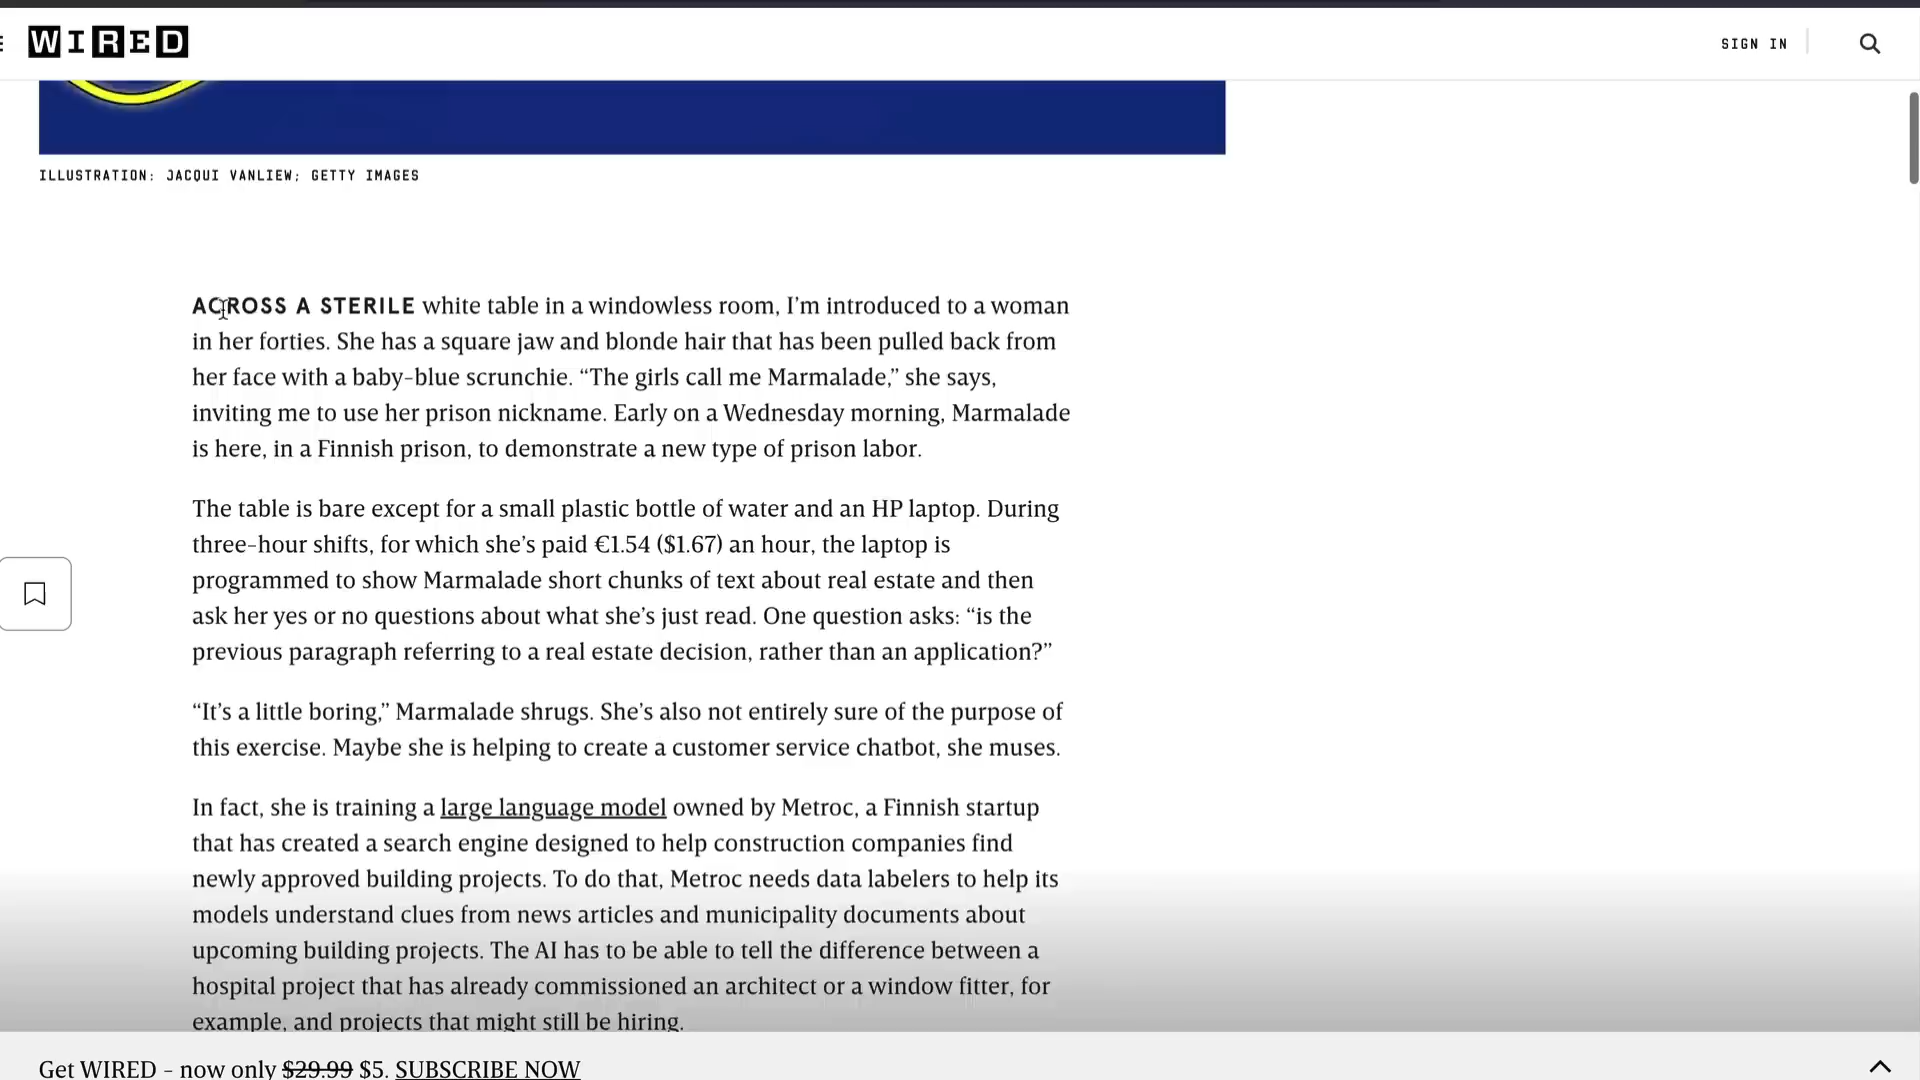 WIRED
SIGN IN
ILLUSTRATION: JACQUI VANLIEW; GETTY IMAGES
ACROSS A STERILE white table in a windowless room, I’m introduced to a woman
in her forties. She has a square jaw and blonde hair that has been pulled back from
her face with a baby-blue scrunchie. “The girls call me Marmalade,” she says,
inviting me to use her prison nickname. Early on a Wednesday morning, Marmalade
is here, in a Finnish prison, to demonstrate a new type of prison labor.
The table is bare except for a small plastic bottle of water and an HP laptop. During
three-hour shifts, for which she’s paid €1.54 ($1.67) an hour, the laptop is
programmed to show Marmalade short chunks of text about real estate and then
ask her yes or no questions about what she’s just read. One question asks: “is the
previous paragraph referring to a real estate decision, rather than an application?”
“It’s a little boring,” Marmalade shrugs. She’s also not entirely sure of the purpose of
this exercise. Maybe she is helping to create a customer service chatbot, she muses.
In fact, she is training a large language model owned by Metroc, a Finnish startup
that has created a search engine designed to help construction companies find
newly approved building projects. To do that, Metroc needs data labelers to help its
models understand clues from news articles and municipality documents about
upcoming building projects. The AI has to be able to tell the difference between a
hospital project that has already commissioned an architect or a window fitter, for
example, and projects that might still be hiring.
Get WIRED - now only $29.99 $5. SUBSCRIBE NOW